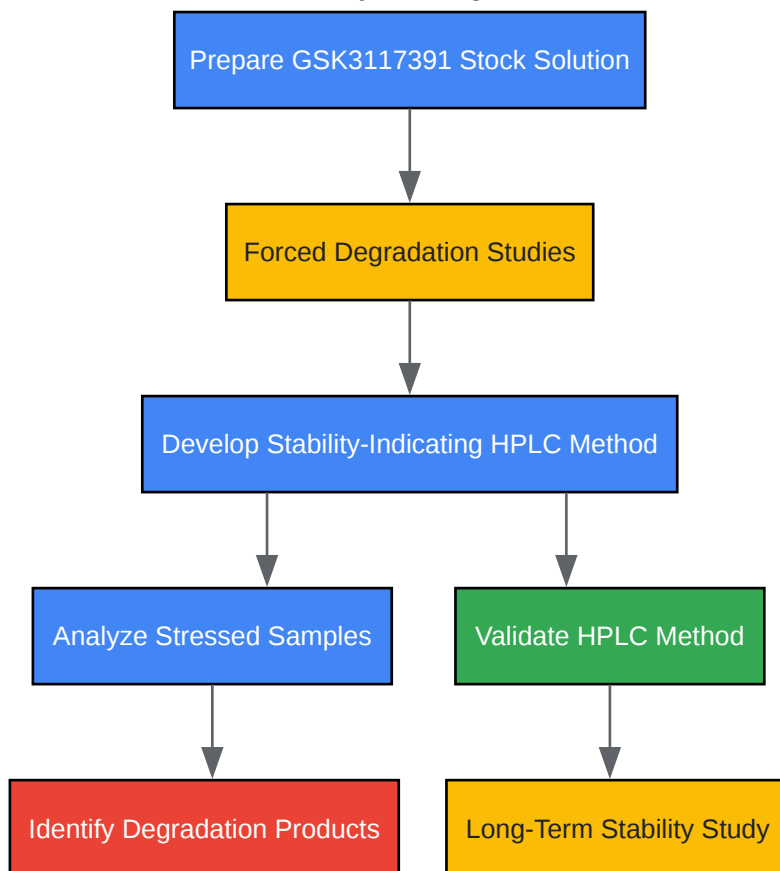 Prepare GSK3117391 Stock Solution
Forced Degradation Studies
Develop Stability-Indicating HPLC Method
Analyze Stressed Samples
Validate HPLC Method
Identify Degradation Products
Long-Term Stability Study